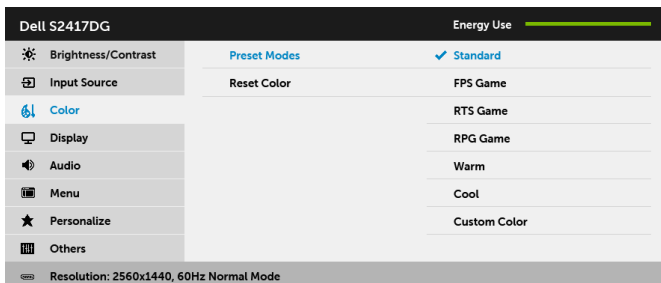 Dell S2417DG Energy Use
Brightness/Contrast Preset Modes Standard
Input Source Reset Color FPS Game
Color RTS Game
Display RPG Game
Audio Warm
Menu Cool
Personalize Custom Color
Others
Resolution: 2560x1440, 60Hz Normal Mode